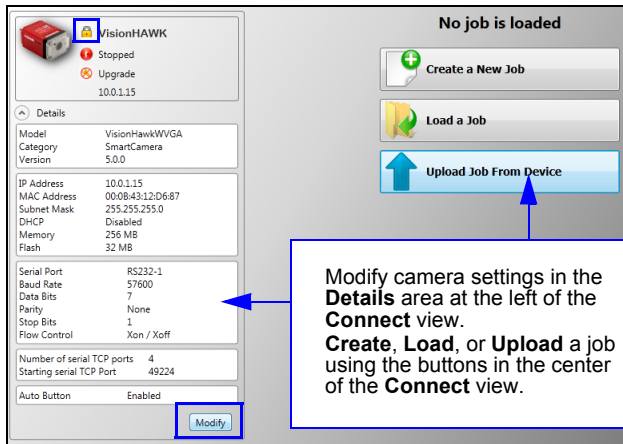 VisionHAWK
Stopped
Upgrade
10.0.1.15
Details
Model VisionHawkWVGA
Category SmartCamera
Version 5.0.0
IP Address 10.0.1.15
MAC Address 00:0B:43:12:D6:87
Subnet Mask 255.255.255.0
DHCP Disabled
Memory 256 MB
Flash 32 MB
Serial Port RS232-1
Baud Rate 57600
Data Bits 7
Parity None
Stop Bits 1
Flow Control Xon / Xoff
Number of serial TCP ports 4
Starting serial TCP Port 49224
Auto Button Enabled
Modify
No job is loaded
Create a New Job
Load a Job
Upload Job From Device
Modify camera settings in the
Details area at the left of the
Connect view.
Create, Load, or Upload a job
using the buttons in the center
of the Connect view.